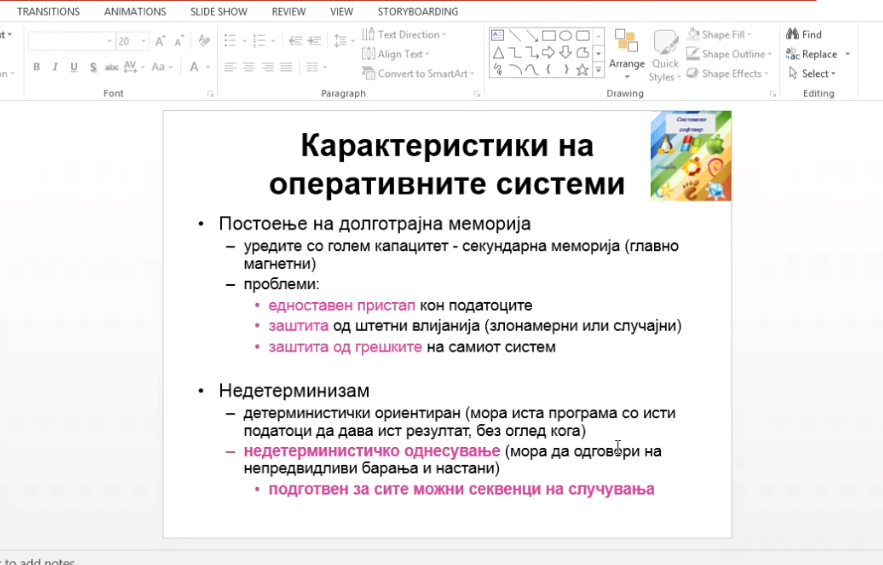 TRANSITIONS ANIMATIONS SLIDE SHOW REVIEW VIEW STORYBOARDING
20 Text Direction Shape Fill Find
Align Text Shape Outline Replace
B I U S abc AV Aa A Convert to SmartArt Arrange Quick Styles Shape Effects Select
Font Paragraph Drawing Editing
Системски
софтвер
Карактеристики на
оперативните системи
• Постоење на долготрајна меморија
– уредите со голем капацитет - секундарна меморија (главно
магнетни)
– проблеми:
• едноставен пристап кон податоците
• заштита од штетни влијанија (злонамерни или случајни)
• заштита од грешките на самиот систем
• Недетерминизам
– детерминистички ориентиран (мора иста програма со исти
податоци да дава ист резултат, без оглед кога)
– недетерминистичко однесување (мора да одговори на
непредвидливи барања и настани)
• подготвен за сите можни секвенци на случувања
to add notes